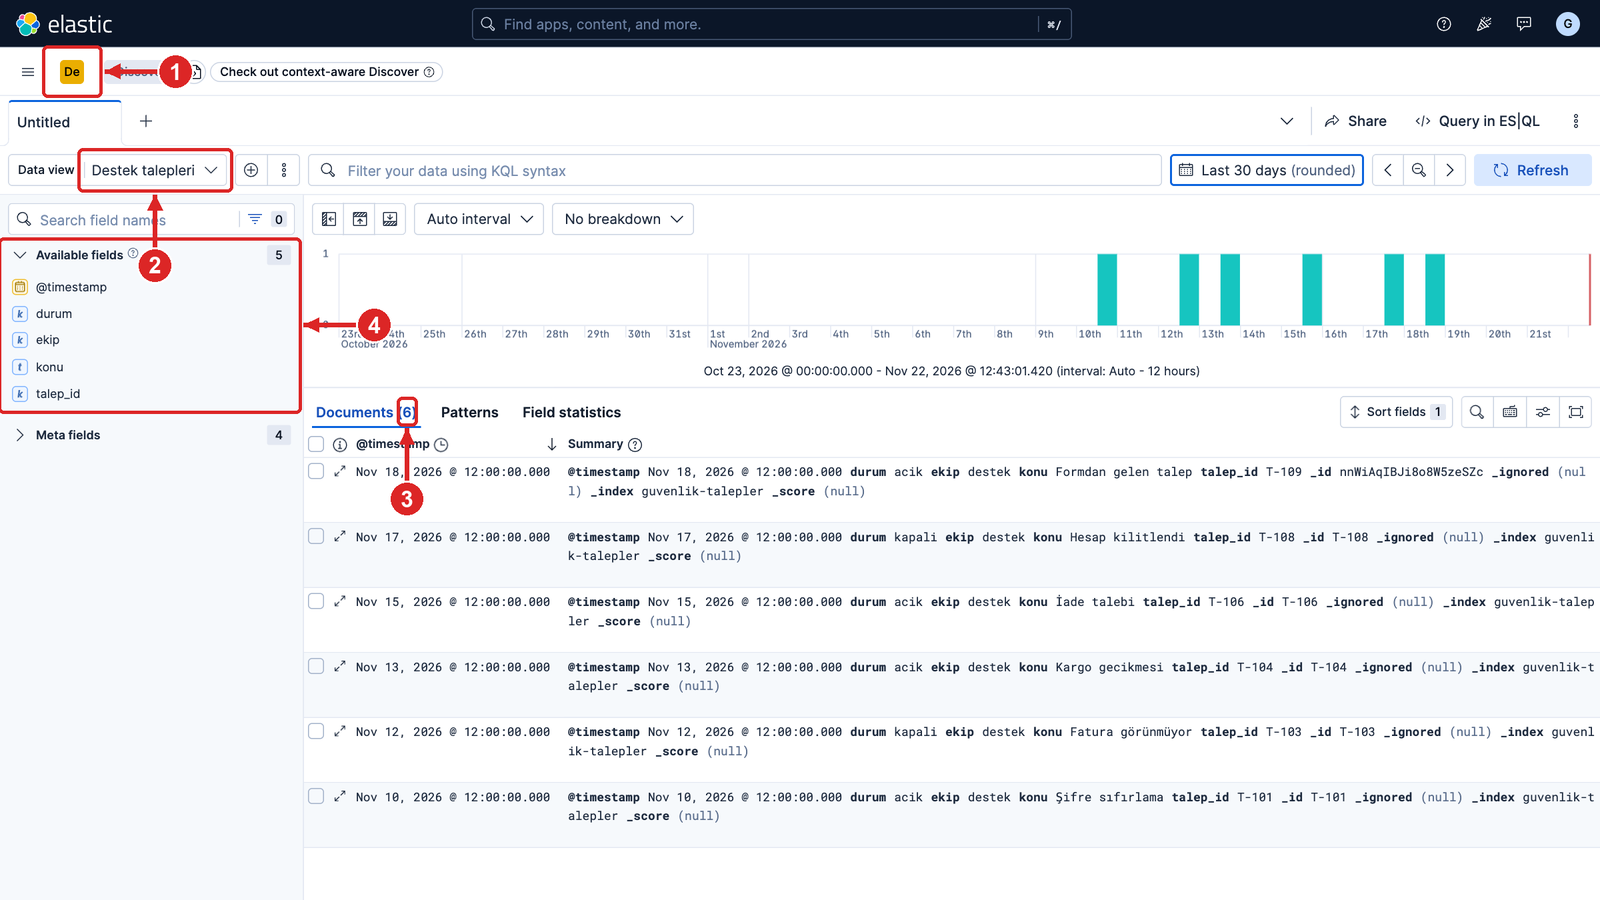 elastic
Find apps, content, and more.
⌘/
G
De
1
Check out context-aware Discover
Untitled
Share
Query in ES|QL
Data view
Destek talepleri
Filter your data using KQL syntax
Last 30 days (rounded)
Refresh
Search field names
0
Auto interval
No breakdown
2
Available fields
5
@timestamp
k durum
k ekip
t konu
k talep_id
Meta fields
4
4
1
23rd 24th 25th 26th 27th 28th 29th 30th 31st 1st 2nd 3rd 4th 5th 6th 7th 8th 9th 10th 11th 12th 13th 14th 15th 16th 17th 18th 19th 20th 21st
October 2026 November 2026
Oct 23, 2026 @ 00:00:00.000 - Nov 22, 2026 @ 12:43:01.420 (interval: Auto - 12 hours)
Documents (6)
Patterns
Field statistics
Sort fields 1
@timestamp
Summary
3
Nov 18, 2026 @ 12:00:00.000 @timestamp Nov 18, 2026 @ 12:00:00.000 durum acik ekip destek konu Formdan gelen talep talep_id T-109 _id nnWiAqIBJi8o8W5zeSZc _ignored (nul
l) _index guvenlik-talepler _score (null)
Nov 17, 2026 @ 12:00:00.000 @timestamp Nov 17, 2026 @ 12:00:00.000 durum kapali ekip destek konu Hesap kilitlendi talep_id T-108 _id T-108 _ignored (null) _index guvenli
k-talepler _score (null)
Nov 15, 2026 @ 12:00:00.000 @timestamp Nov 15, 2026 @ 12:00:00.000 durum acik ekip destek konu İade talebi talep_id T-106 _id T-106 _ignored (null) _index guvenlik-talep
ler _score (null)
Nov 13, 2026 @ 12:00:00.000 @timestamp Nov 13, 2026 @ 12:00:00.000 durum acik ekip destek konu Kargo gecikmesi talep_id T-104 _id T-104 _ignored (null) _index guvenlik-t
alepler _score (null)
Nov 12, 2026 @ 12:00:00.000 @timestamp Nov 12, 2026 @ 12:00:00.000 durum kapali ekip destek konu Fatura görünmüyor talep_id T-103 _id T-103 _ignored (null) _index guvenl
ik-talepler _score (null)
Nov 10, 2026 @ 12:00:00.000 @timestamp Nov 10, 2026 @ 12:00:00.000 durum acik ekip destek konu Şifre sıfırlama talep_id T-101 _id T-101 _ignored (null) _index guvenlik-t
alepler _score (null)